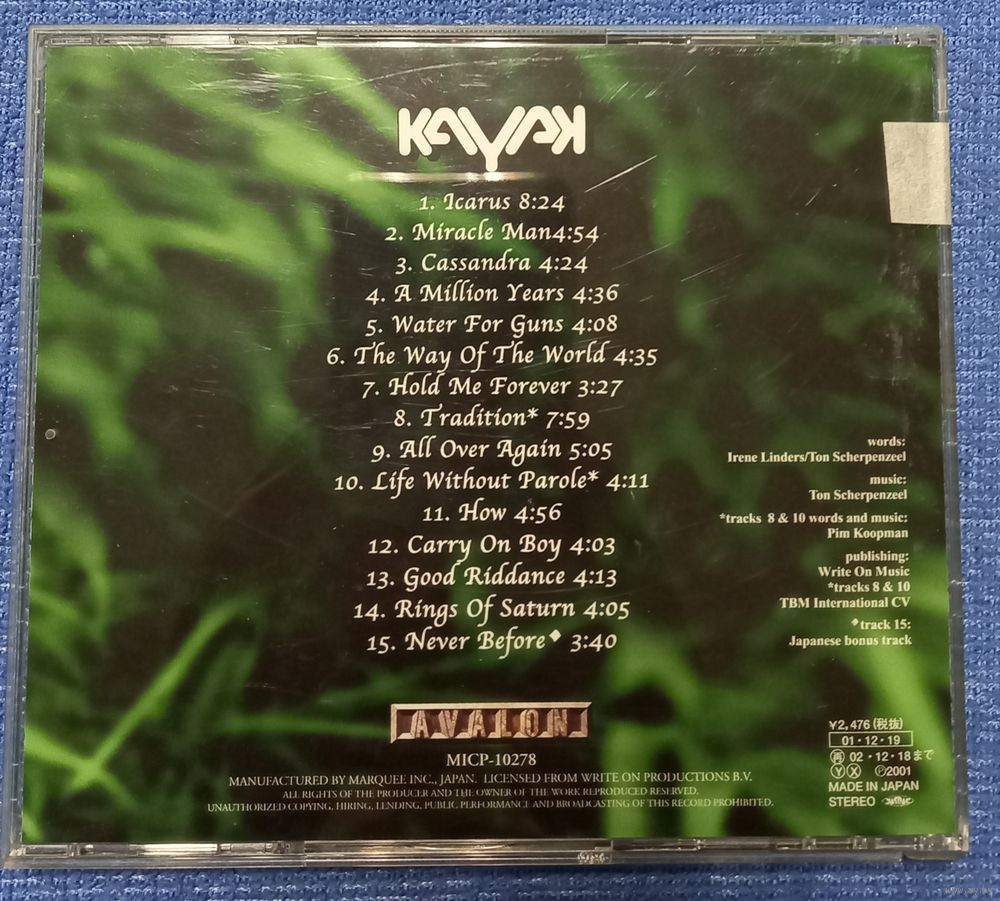 KAYAK
1. Icarus 8:24
2. Miracle Man4:54
3. Cassandra 4:24
4. A Million Years 4:36
5. Water For Guns 4:08
6. The Way Of The World 4:35
7. Hold Me Forever 3:27
8. Tradition* 7:59
9. All Over Again 5:05
10. Life Without Parole* 4:11
11. How 4:56
12. Carry On Boy 4:03
13. Good Riddance 4:13
14. Rings Of Saturn 4:05
15. Never Before♦ 3:40
words:
Irene Linders/Ton Scherpenzeel
music:
Ton Scherpenzeel
*tracks 8 & 10 words and music:
Pim Koopman
publishing:
Write On Music
*tracks 8 & 10
TBM International CV
♦track 15:
Japanese bonus track
AVALON
MICP-10278
MANUFACTURED BY MARQUEE INC., JAPAN. LICENSED FROM WRITE ON PRODUCTIONS B.V.
ALL RIGHTS OF THE PRODUCER AND THE OWNER OF THE WORK REPRODUCED RESERVED.
UNAUTHORIZED COPYING, HIRING, LENDING, PUBLIC PERFORMANCE AND BROADCASTING OF THIS RECORD PROHIBITED.
¥2,476 (税抜)
01・12・19
再 02・12・18まで
Ⓨ Ⓧ Ⓟ2001
MADE IN JAPAN
STEREO